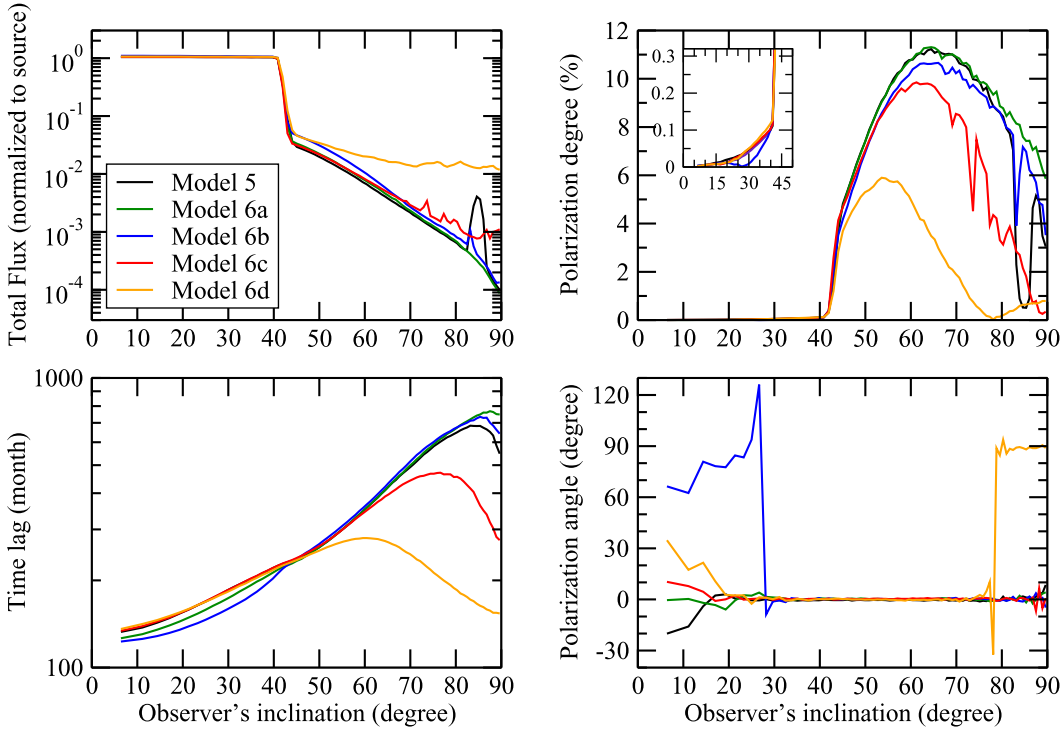 Total Flux (normalized to source)
10^0
10^-1
10^-2
10^-3
10^-4
Model 5
Model 6a
Model 6b
Model 6c
Model 6d
0 10 20 30 40 50 60 70 80 90
Polarization degree (%)
12
10
8
6
4
2
0
0.3
0.2
0.1
0
0 15 30 45
0 10 20 30 40 50 60 70 80 90
Time lag (month)
1000
100
0 10 20 30 40 50 60 70 80 90
Observer's inclination (degree)
Polarization angle (degree)
120
90
60
30
0
-30
0 10 20 30 40 50 60 70 80 90
Observer's inclination (degree)